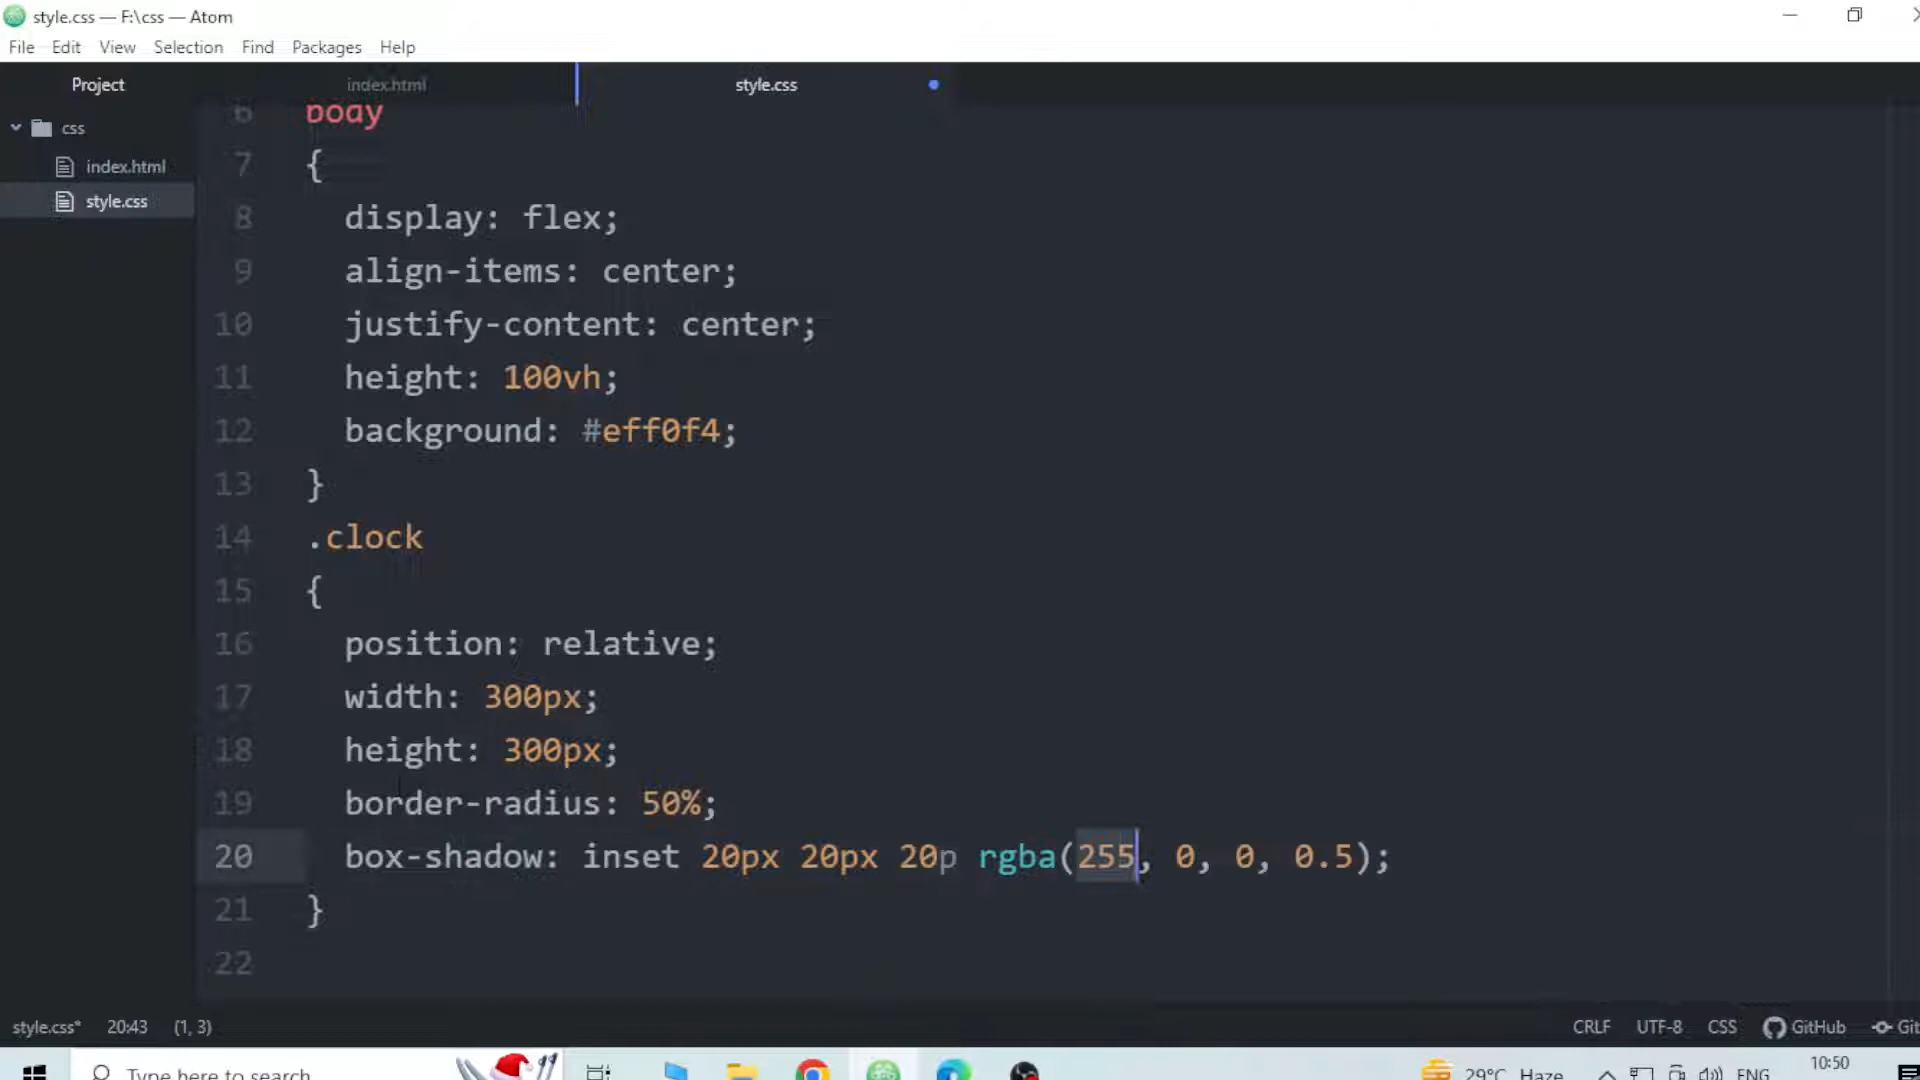 style.css — F:\css — Atom
File Edit View Selection Find Packages Help
Project
index.html
style.css
css
index.html
style.css
6 body
7 {
8 display: flex;
9 align-items: center;
10 justify-content: center;
11 height: 100vh;
12 background: #eff0f4;
13 }
14 .clock
15 {
16 position: relative;
17 width: 300px;
18 height: 300px;
19 border-radius: 50%;
20 box-shadow: inset 20px 20px 20p rgba(255, 0, 0, 0.5);
21 }
22
style.css* 20:43 (1, 3)
CRLF UTF-8 CSS GitHub Git
Type here to search
29°C Haze ENG 10:50